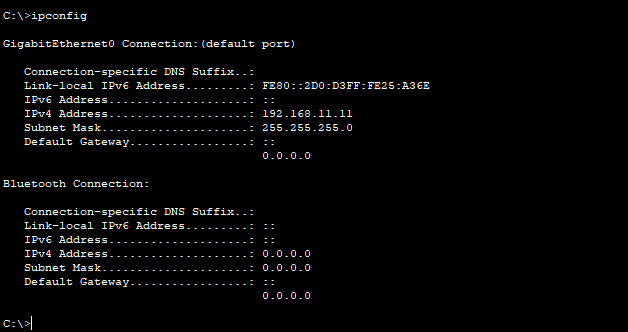 C:\>ipconfig
GigabitEthernet0 Connection:(default port)
Connection-specific DNS Suffix..:
Link-local IPv6 Address.........: FE80::2D0:D3FF:FE25:A36E
IPv6 Address....................: ::
IPv4 Address....................: 192.168.11.11
Subnet Mask.....................: 255.255.255.0
Default Gateway.................: ::
0.0.0.0
Bluetooth Connection:
Connection-specific DNS Suffix..:
Link-local IPv6 Address.........: ::
IPv6 Address....................: ::
IPv4 Address....................: 0.0.0.0
Subnet Mask.....................: 0.0.0.0
Default Gateway.................: ::
0.0.0.0
C:\>